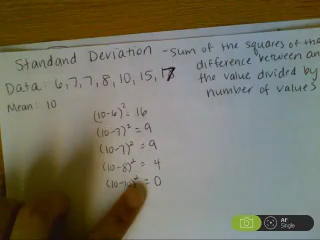 Standard Deviation - sum of the squares of the
difference between an
the value divided by
number of values
Data: 6, 7, 7, 8, 10, 15,
Mean: 10
(10-6)² = 16
(10-7)² = 9
(10-7)² = 9
(10-8)² = 4
(10-10)² = 0
AF
Single